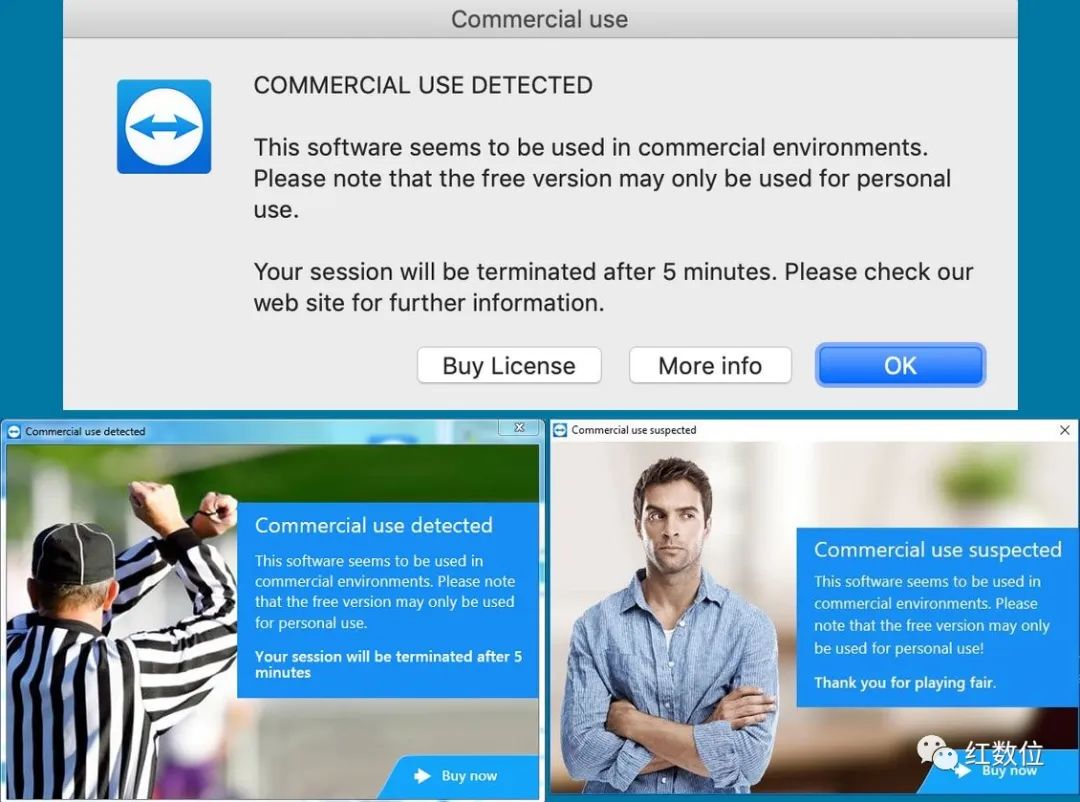 Commercial use
COMMERCIAL USE DETECTED
This software seems to be used in commercial environments.
Please note that the free version may only be used for personal
use.
Your session will be terminated after 5 minutes. Please check our
web site for further information.
Buy License
More info
OK
Commercial use detected
Commercial use detected
This software seems to be used in
commercial environments. Please note
that the free version may only be used
for personal use.
Your session will be terminated after 5
minutes
Buy now
Commercial use suspected
Commercial use suspected
This software seems to be used in
commercial environments. Please
note that the free version may only
be used for personal use!
Thank you for playing fair.
Buy now
红数位